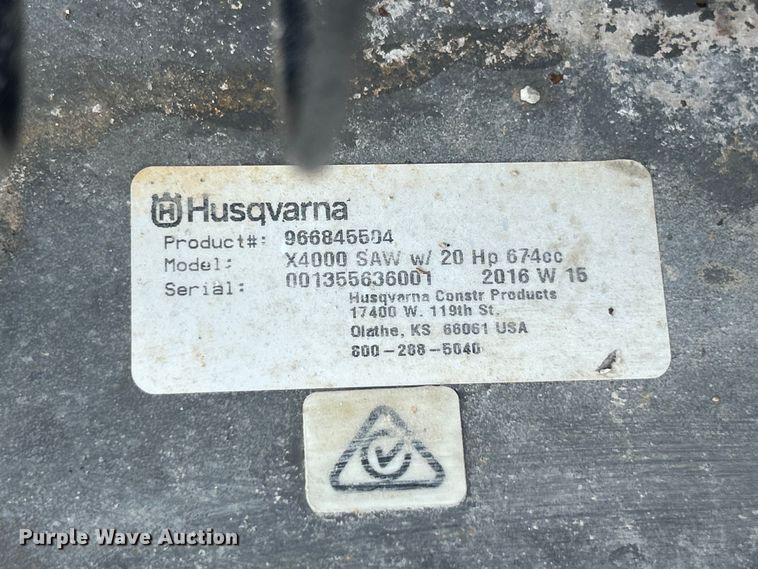 Husqvarna
Product#: 966845504
Model: X4000 SAW w/ 20 Hp 674cc
Serial: 001355636001 2016 W 15
Husqvarna Constr Products
17400 W. 119th St.
Olathe, KS 66061 USA
800-288-5040
Purple Wave Auction